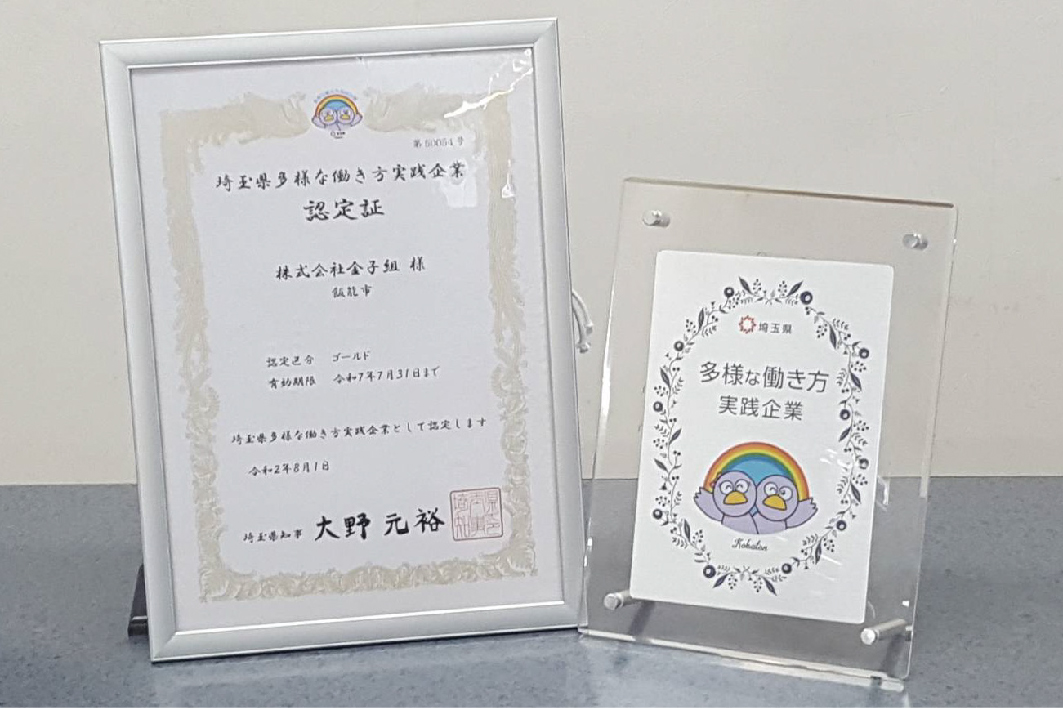 第50054号
埼玉県多様な働き方実践企業
認定証
株式会社金子組 様
飯能市
認定区分 ゴールド
有効期限 令和7年7月31日まで
埼玉県多様な働き方実践企業として認定します
令和2年8月1日
埼玉県知事 大野元裕
埼玉県
多様な働き方
実践企業
Kobaton